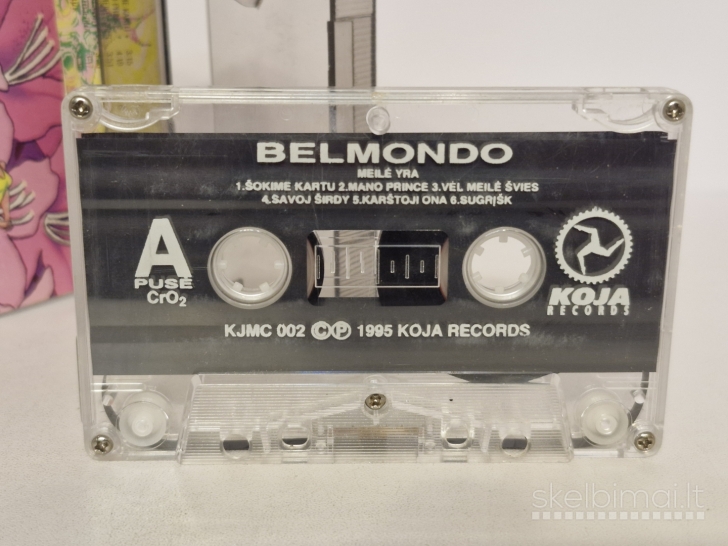 BELMONDO
MEILĖ YRA
1.ŠOKIME KARTU 2.MANO PRINCE 3.VĖL MEILĖ ŠVIES
4.SAVOJ ŠIRDY 5.KARŠTOJI ONA 6.SUGRĮŠK
A
PUSĖ
CrO2
KOJA
RECORDS
KJMC 002 ©℗ 1995 KOJA RECORDS
skelbimai.lt